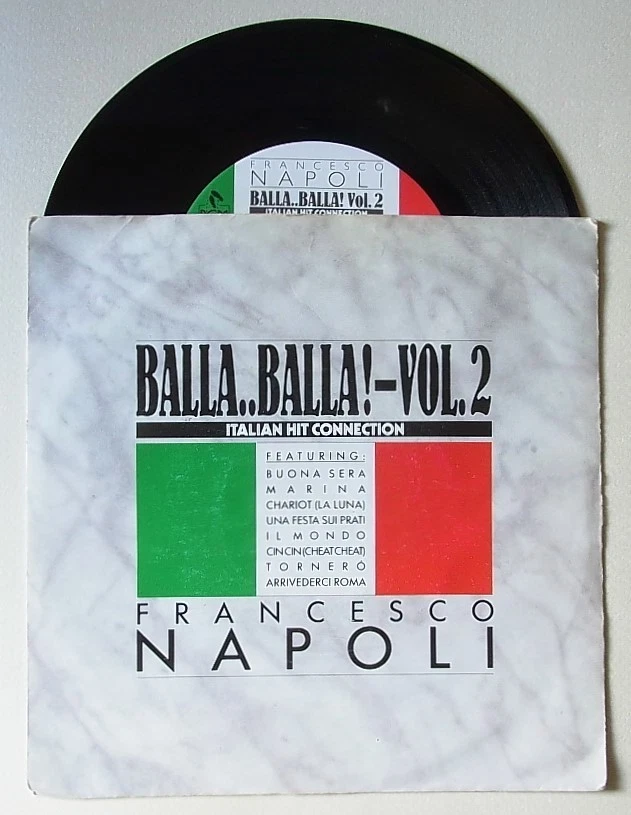 FRANCESCO
NAPOLI
BALLA..BALLA! Vol. 2
ITALIAN HIT CONNECTION
BALLA..BALLA!–VOL. 2
ITALIAN HIT CONNECTION
FEATURING:
BUONA SERA
MARINA
CHARIOT (LA LUNA)
UNA FESTA SUI PRATI
IL MONDO
CIN CIN (CHEAT CHEAT)
TORNERÓ
ARRIVEDERCI ROMA
FRANCESCO
NAPOLI